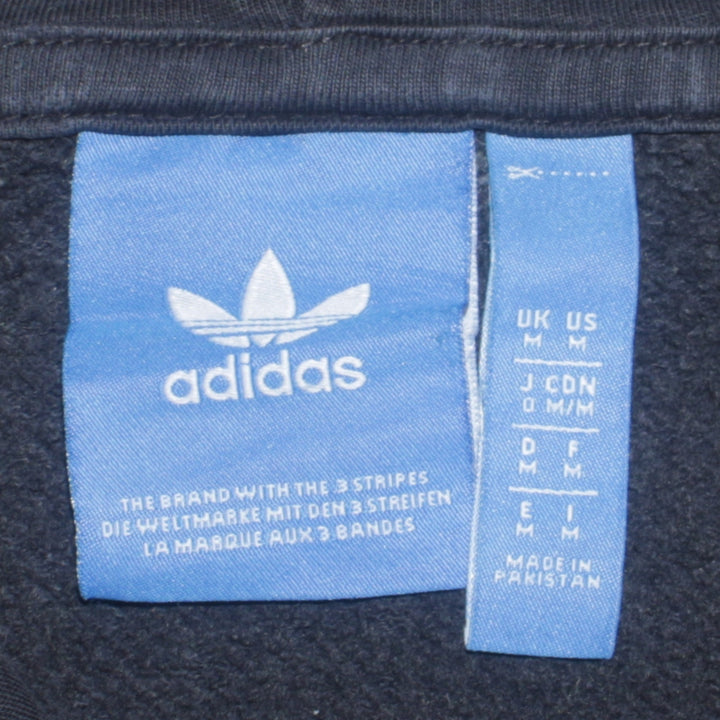 adidas
THE BRAND WITH THE 3 STRIPES
DIE WELTMARKE MIT DEN 3 STREIFEN
LA MARQUE AUX 3 BANDES
UK US
M M
J CDN
O M/M
D F
M M
E I
M M
MADE IN
PAKISTAN